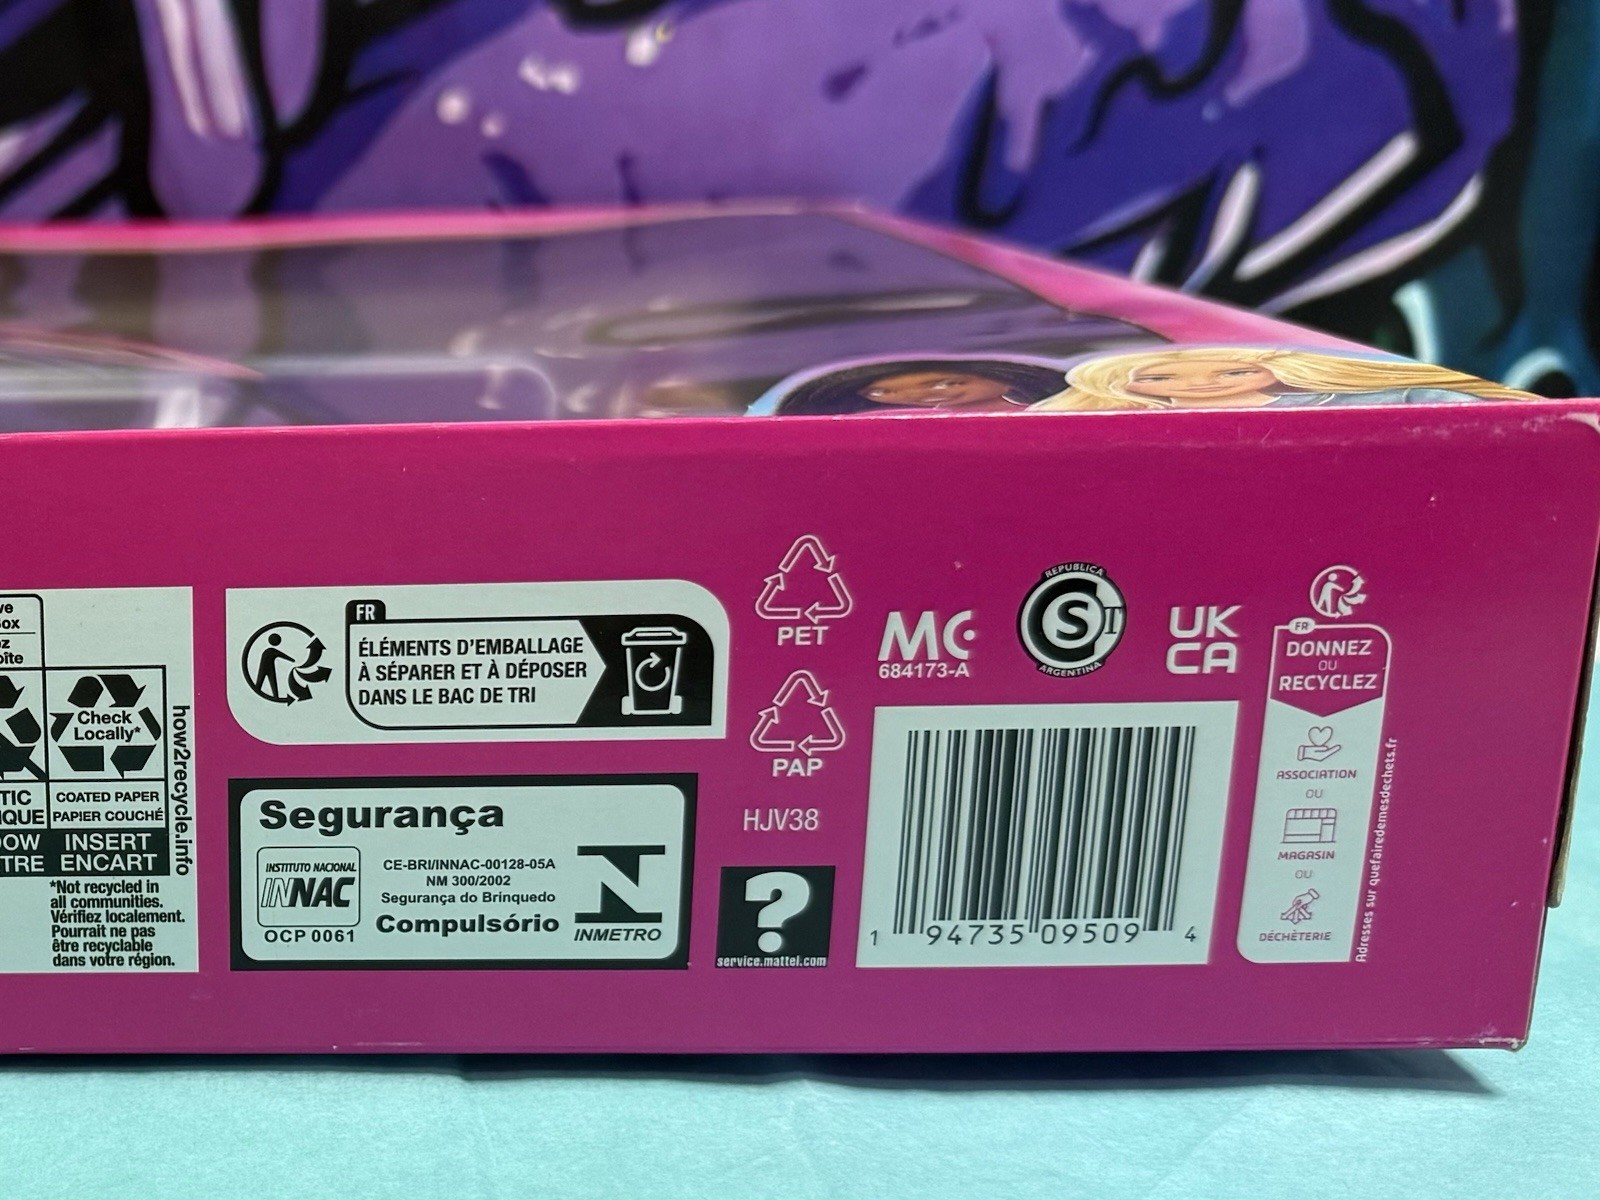 FR
ÉLÉMENTS D'EMBALLAGE
À SÉPARER ET À DÉPOSER
DANS LE BAC DE TRI
Check
Locally*
how2recycle.info
COATED PAPER
PAPIER COUCHÉ
INSERT
ENCART
*Not recycled in
all communities.
Vérifiez localement.
Pourrait ne pas
être recyclable
dans votre région.
Segurança
INSTITUTO NACIONAL
INNAC
OCP 0061
CE-BRI/INNAC-00128-05A
NM 300/2002
Segurança do Brinquedo
Compulsório
INMETRO
PET
PAP
HJV38
?
service.mattel.com
MC
684173-A
REPUBLICA
S
ARGENTINA
UK
CA
1 94735 09509 4
FR
DONNEZ
OU
RECYCLEZ
ASSOCIATION
OU
MAGASIN
OU
DÉCHÈTERIE
Adresses sur quefairedemesdechets.fr